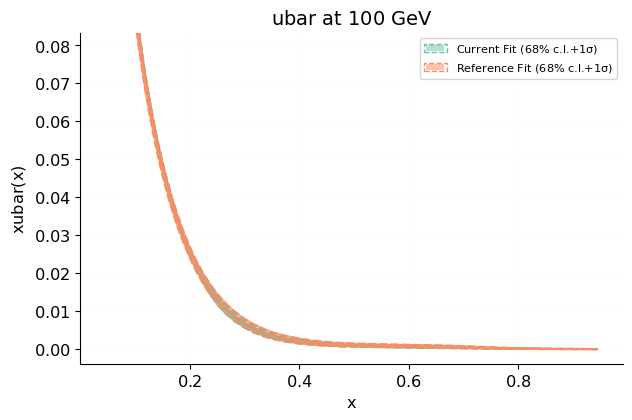 ubar at 100 GeV
Current Fit (68% c.l.+1σ)
Reference Fit (68% c.l.+1σ)
xubar(x)
0.08
0.07
0.06
0.05
0.04
0.03
0.02
0.01
0.00
0.2 0.4 0.6 0.8
x